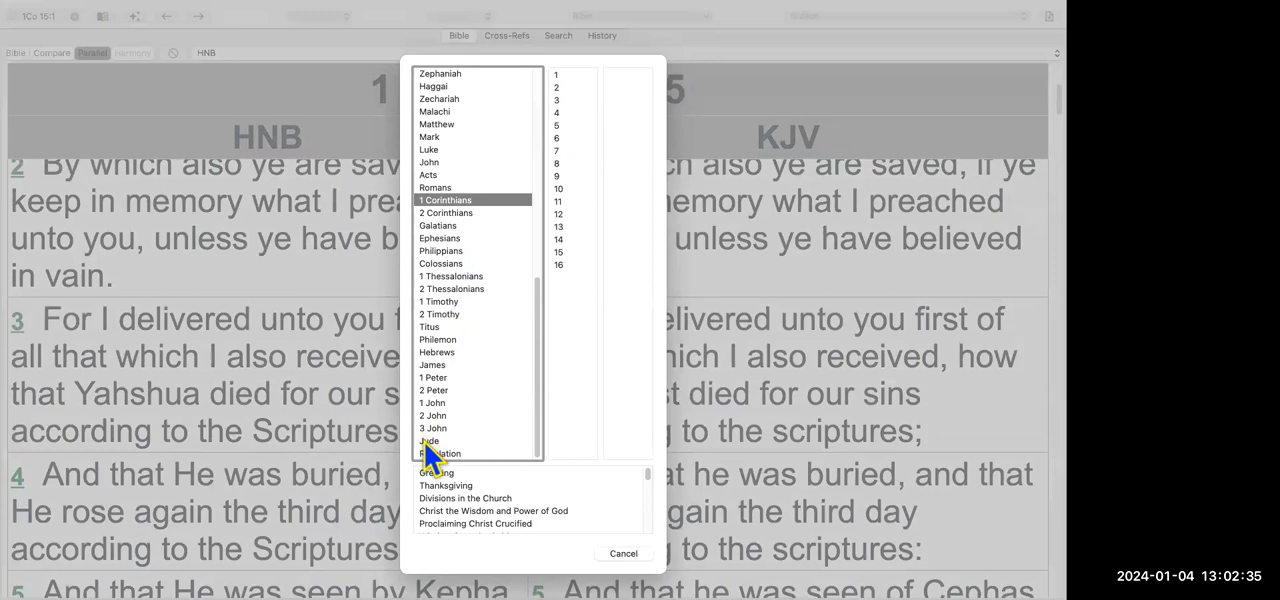 1Co 15:1
Bible
Bible Cross-Refs Search History
Bible Compare Parallel Harmony HNB
1 5
HNB KJV
2 By which also ye are sav ch also ye are saved, if ye
keep in memory what I prea emory what I preached
unto you, unless ye have b unless ye have believed
in vain.
3 For I delivered unto you f elivered unto you first of
all that which I also receive hich I also received, how
that Yahshua died for our s st died for our sins
according to the Scriptures g to the scriptures;
4 And that He was buried, at he was buried, and that
He rose again the third day gain the third day
according to the Scriptures g to the scriptures:
5 And that He was seen by Kepha 5 And that he was seen of Cephas
Zephaniah
Haggai
Zechariah
Malachi
Matthew
Mark
Luke
John
Acts
Romans
1 Corinthians
2 Corinthians
Galatians
Ephesians
Philippians
Colossians
1 Thessalonians
2 Thessalonians
1 Timothy
2 Timothy
Titus
Philemon
Hebrews
James
1 Peter
2 Peter
1 John
2 John
3 John
Jude
Revelation
1
2
3
4
5
6
7
8
9
10
11
12
13
14
15
16
Greeting
Thanksgiving
Divisions in the Church
Christ the Wisdom and Power of God
Proclaiming Christ Crucified
Cancel
2024-01-04 13:02:35